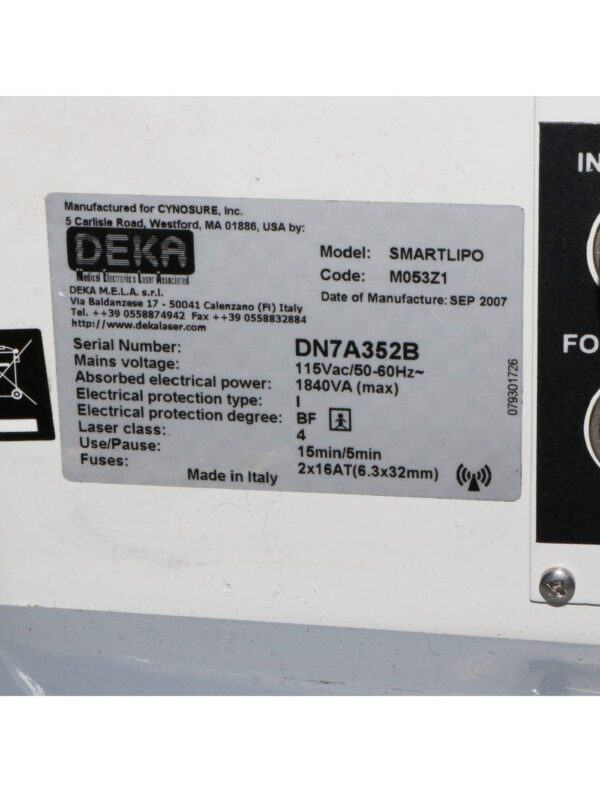 Manufactured for CYNOSURE, Inc.
5 Carlisle Road, Westford, MA 01886, USA by:
DEKA
Medical Electronics Laser Associated
DEKA M.E.L.A. s.r.l.
Via Baldanzese 17 - 50041 Calenzano (FI) Italy
Tel. ++39 0558874942 Fax ++39 0558832884
http://www.dekalaser.com
Model: SMARTLIPO
Code: M053Z1
Date of Manufacture: SEP 2007
Serial Number: DN7A352B
Mains voltage: 115Vac/50-60Hz~
Absorbed electrical power: 1840VA (max)
Electrical protection type: I
Electrical protection degree: BF
Laser class: 4
Use/Pause: 15min/5min
Fuses: 2x16AT(6.3x32mm)
Made in Italy
079301726
IN
FO